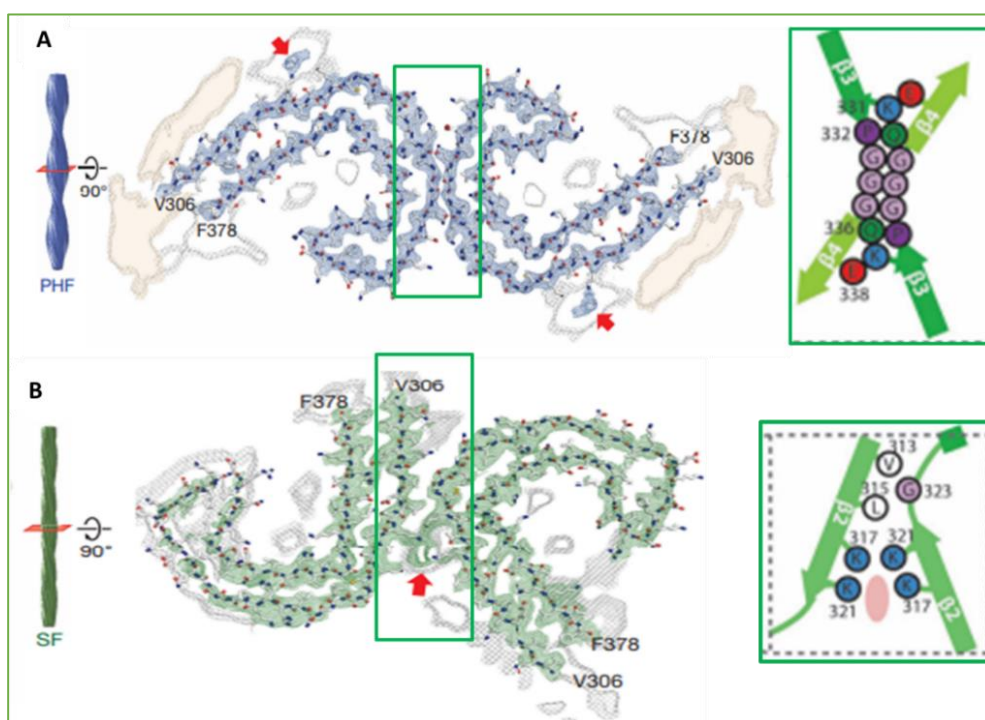 A
PHF
90°
V306
F378
F378
V306
β3
331
K
E
β4
332
P
Q
G
G
G
G
G
G
336
Q
P
β4
K
β3
338
B
SF
90°
F378
V306
F378
V306
β2
313
V
315
G
323
L
317
321
K
K
K
K
321
317
β2